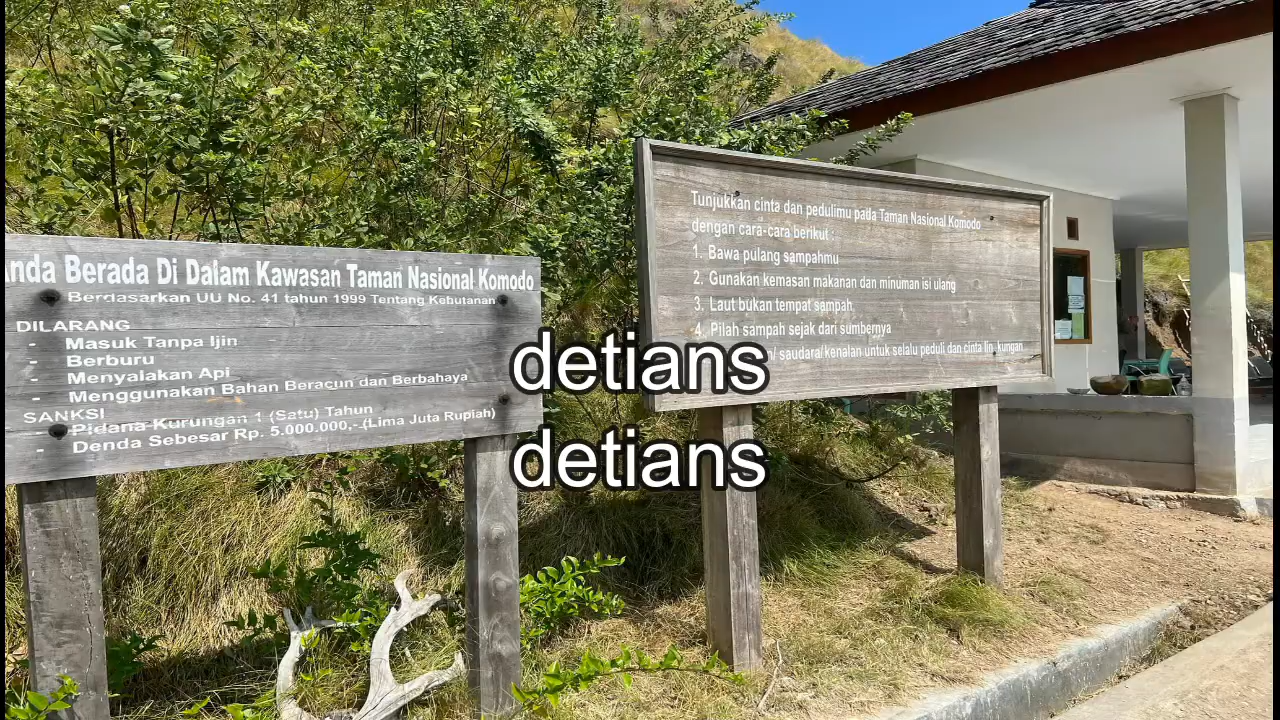 Anda Berada Di Dalam Kawasan Taman Nasional Komodo
Berdasarkan UU No. 41 tahun 1999 Tentang Kehutanan
DILARANG
- Masuk Tanpa Ijin
- Berburu
- Menyalakan Api
- Menggunakan Bahan Beracun dan Berbahaya
SANKSI
- Pidana Kurungan 1 (Satu) Tahun
- Denda Sebesar Rp. 5.000.000,-(Lima Juta Rupiah)
Tunjukkan cinta dan pedulimu pada Taman Nasional Komodo
dengan cara-cara berikut :
1. Bawa pulang sampahmu
2. Gunakan kemasan makanan dan minuman isi ulang
3. Laut bukan tempat sampah
4. Pilah sampah sejak dari sumbernya
/ saudara/kenalan untuk selalu peduli dan cinta lin kungan
detians
detians